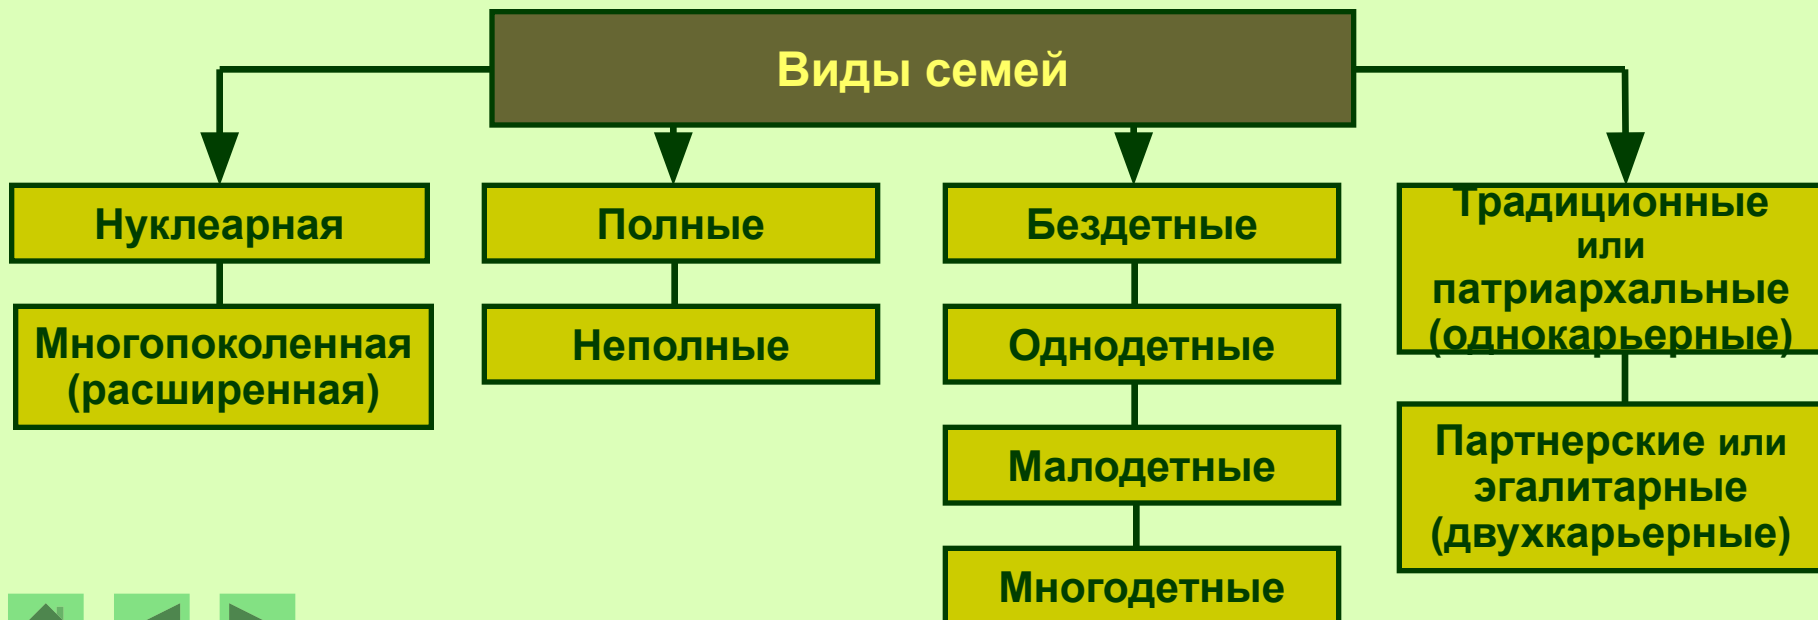 Виды семей
Нуклеарная
Многопоколенная
(расширенная)
Полные
Неполные
Бездетные
Однодетные
Малодетные
Многодетные
Традиционные
или
патриархальные
(однокарьерные)
Партнерские или
эгалитарные
(двухкарьерные)